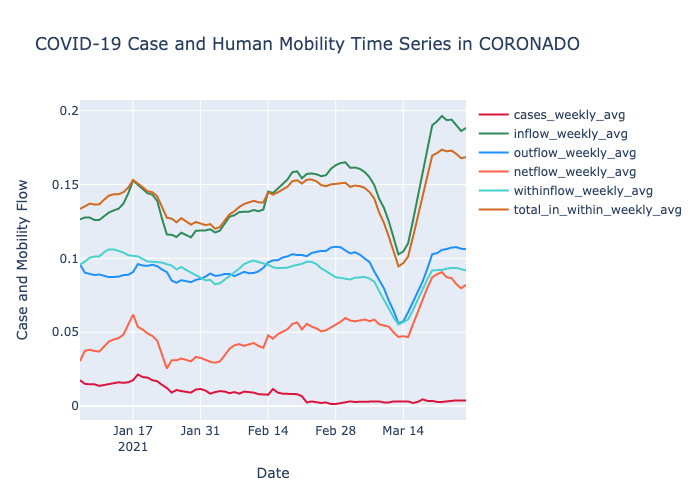 COVID-19 Case and Human Mobility Time Series in CORONADO
0.2
0.15
0.1
0.05
0
Case and Mobility Flow
Jan 17
2021
Jan 31
Feb 14
Feb 28
Mar 14
Date
cases_weekly_avg
inflow_weekly_avg
outflow_weekly_avg
netflow_weekly_avg
withinflow_weekly_avg
total_in_within_weekly_avg